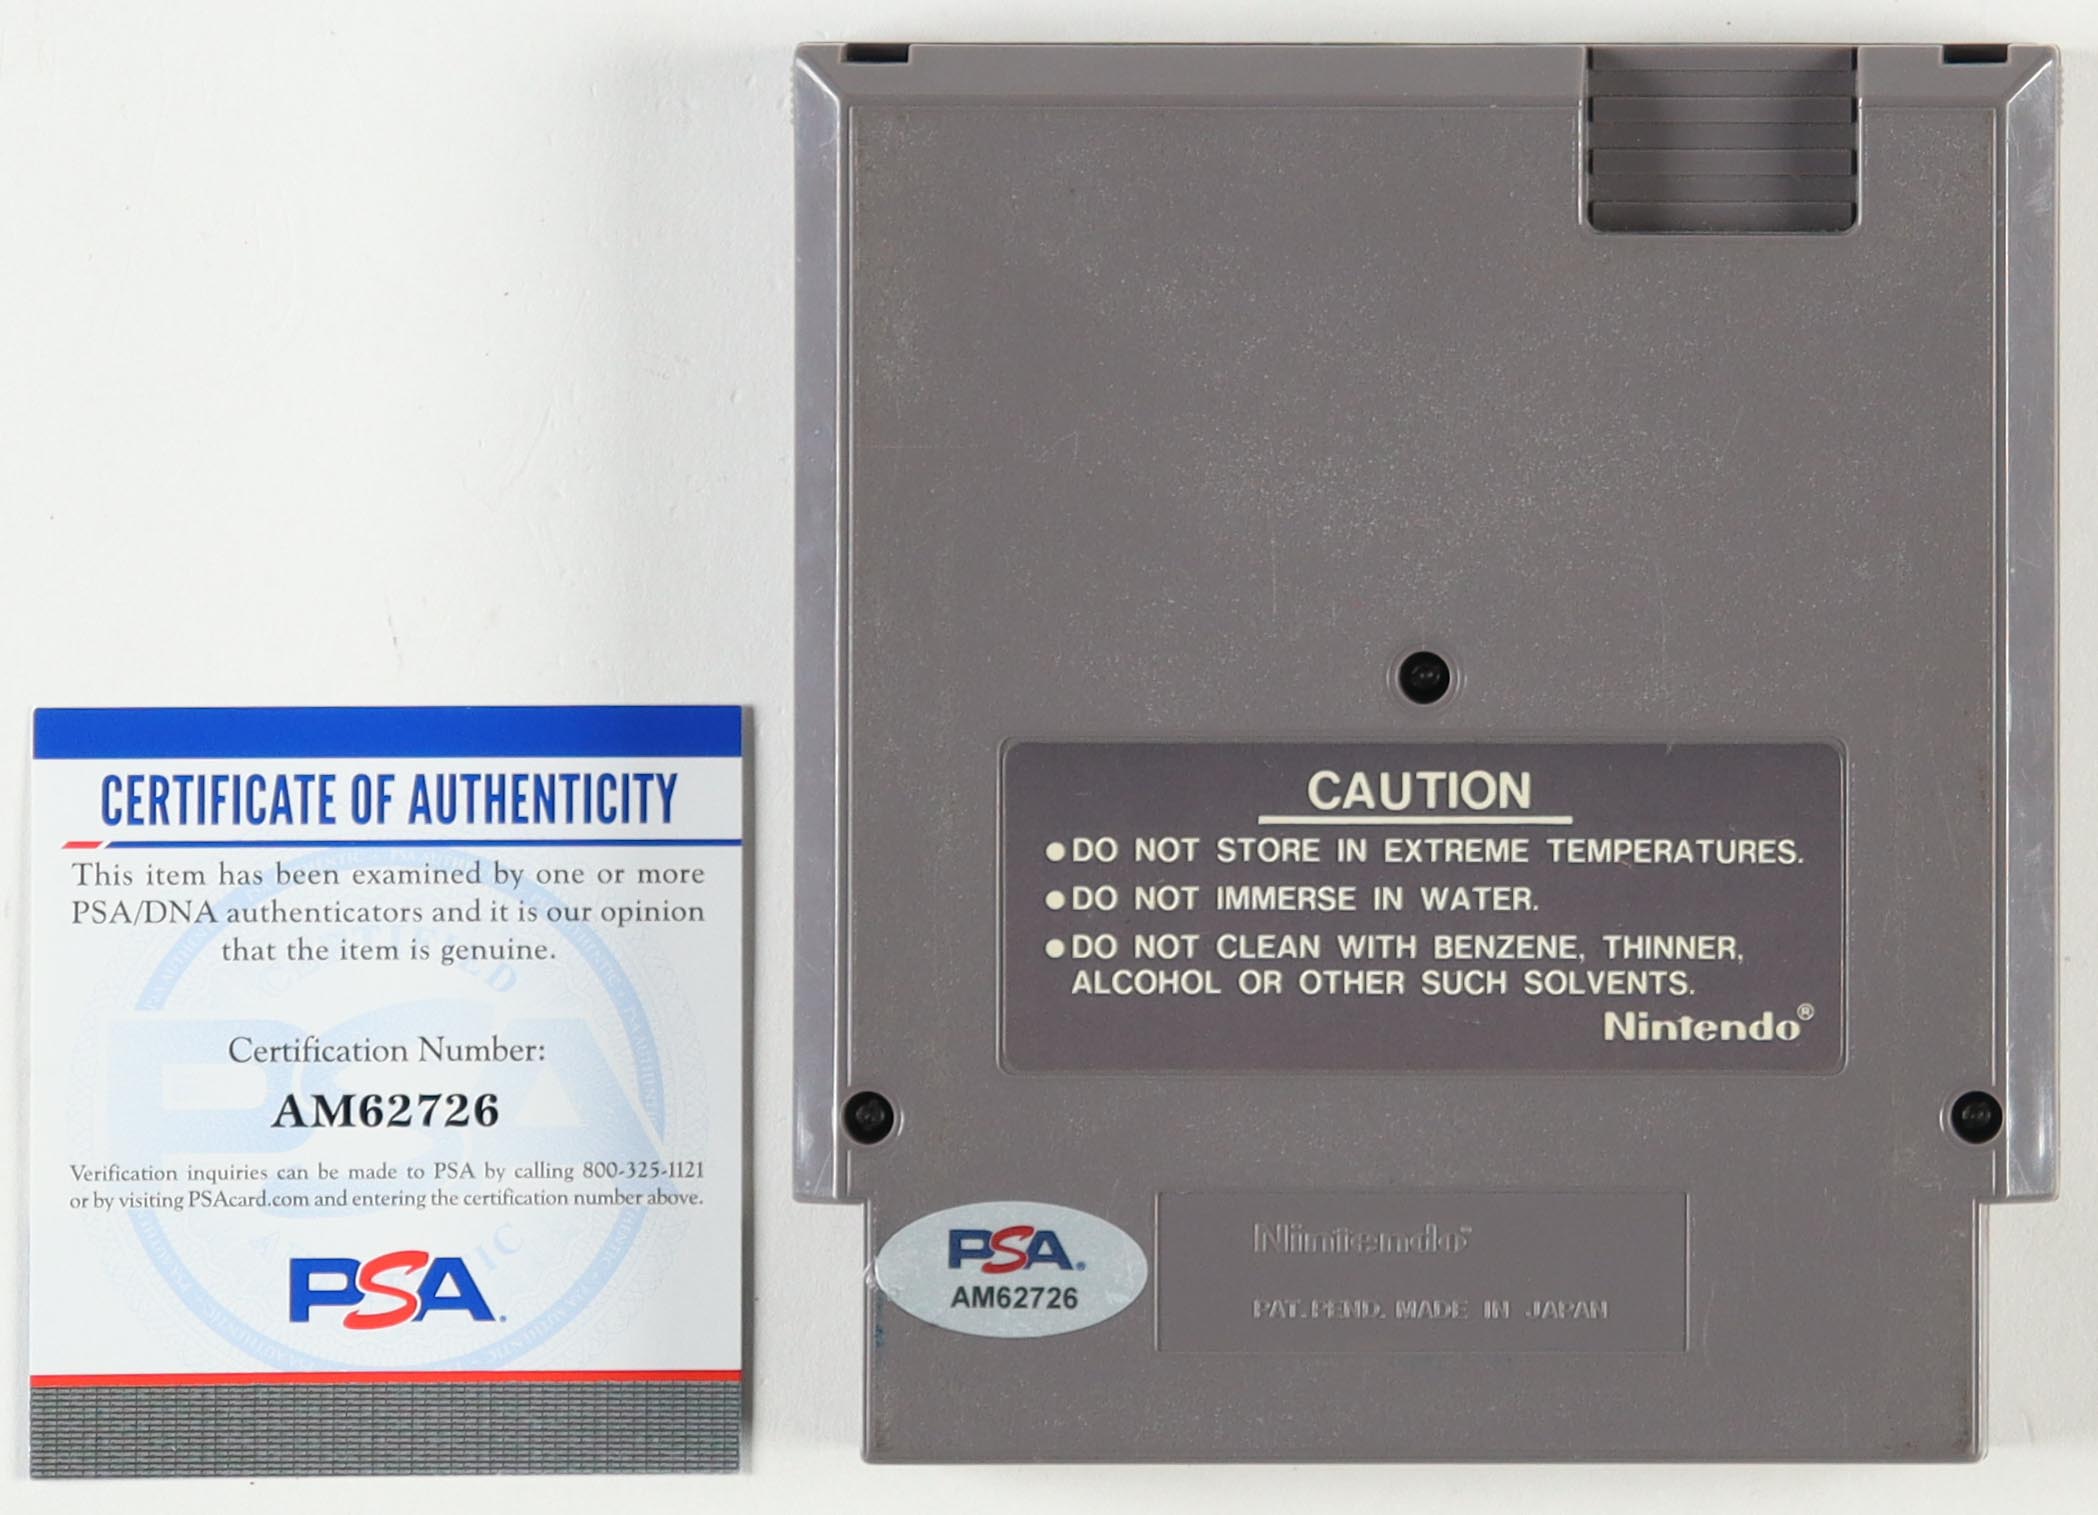 CERTIFICATE OF AUTHENTICITY
This item has been examined by one or more
PSA/DNA authenticators and it is our opinion
that the item is genuine.
Certification Number:
AM62726
Verification inquiries can be made to PSA by calling 800-325-1121
or by visiting PSAcard.com and entering the certification number above.
PSA.
CAUTION
●DO NOT STORE IN EXTREME TEMPERATURES.
●DO NOT IMMERSE IN WATER.
●DO NOT CLEAN WITH BENZENE, THINNER,
ALCOHOL OR OTHER SUCH SOLVENTS.
Nintendo®
PSA.
AM62726
Nintendo
PAT. PEND. MADE IN JAPAN